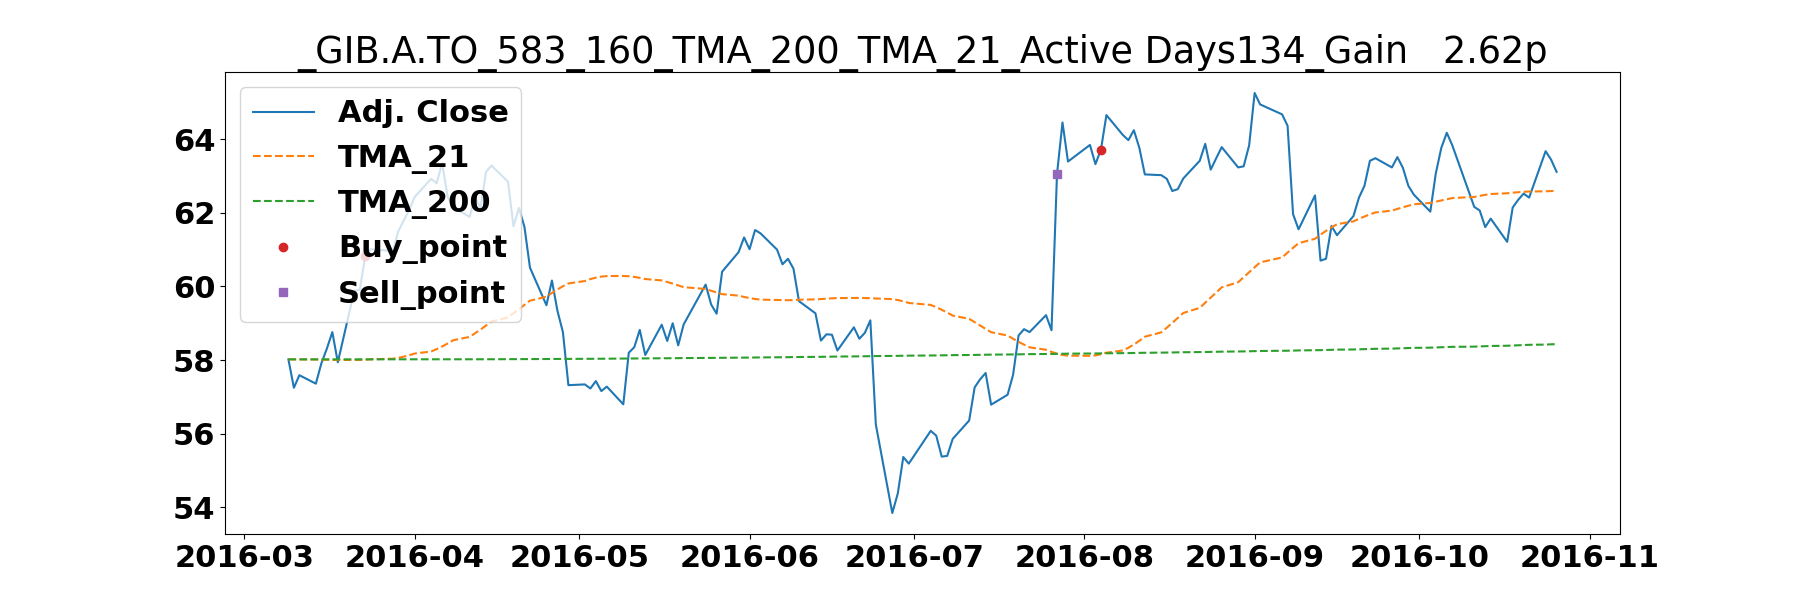 _GIB.A.TO_583_160_TMA_200_TMA_21_Active Days134_Gain   2.62p
Adj. Close
TMA_21
TMA_200
Buy_point
Sell_point
64
62
60
58
56
54
2016-03 2016-04 2016-05 2016-06 2016-07 2016-08 2016-09 2016-10 2016-11